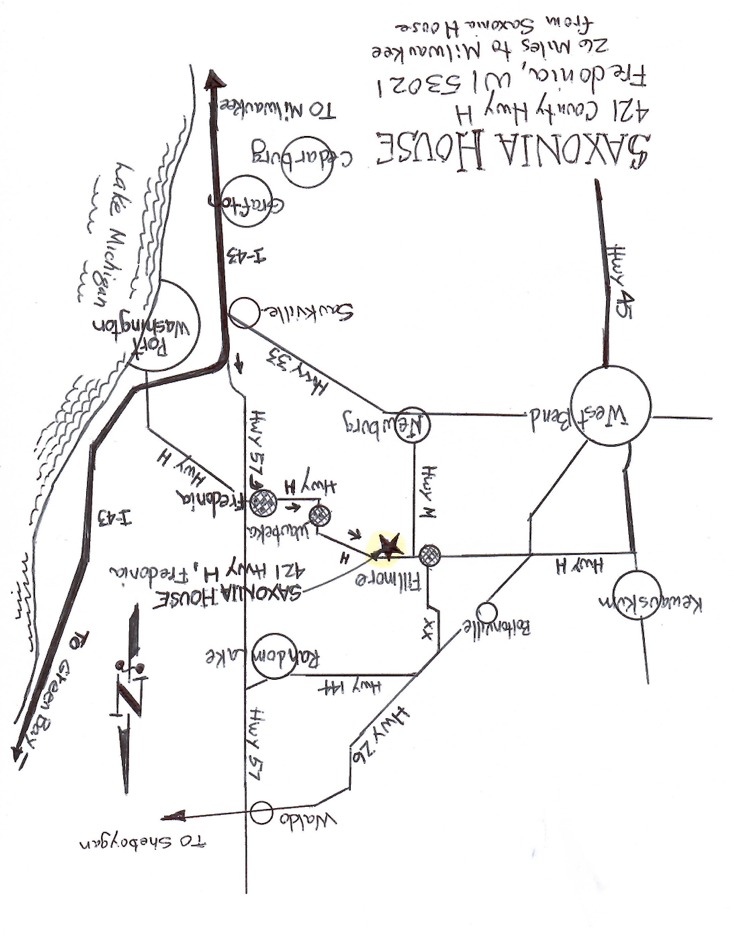 TO Sheboygan
Waldo
Hwy 57
Hwy 26
TO Green Bay
N
Hwy 144
Random
Lake
Kewauskum
Boltonville
XX
SAXONIA HOUSE
421 Hwy H, Fredonia
Fillmore
Hwy H
H
Waubeka
I-43
Hwy H
Fredonia
Hwy M
Hwy H
Hwy 57
West Bend
Newburg
Hwy 33
Port
Washington
Saukville
Hwy 45
I-43
Lake Michigan
Grafton
Cedarburg
TO Milwaukee
SAXONIA HOUSE
421 County Hwy H
Fredonia, WI 53021
26 Miles to Milwaukee
from Saxonia House